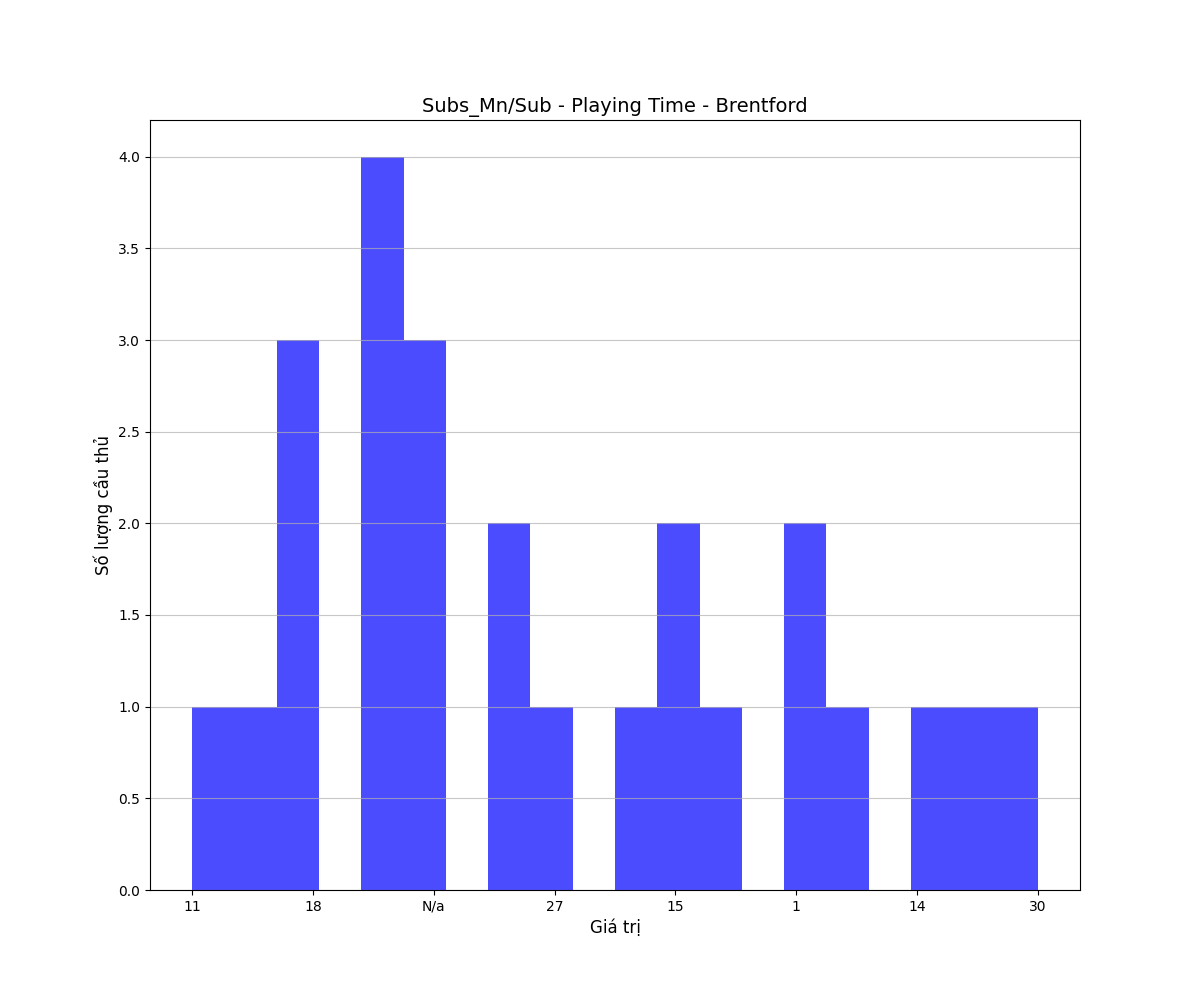 Subs_Mn/Sub - Playing Time - Brentford
4.0
3.5
3.0
2.5
2.0
1.5
1.0
0.5
0.0
Số lượng cầu thủ
11 18 N/a 27 15 1 14 30
Giá trị